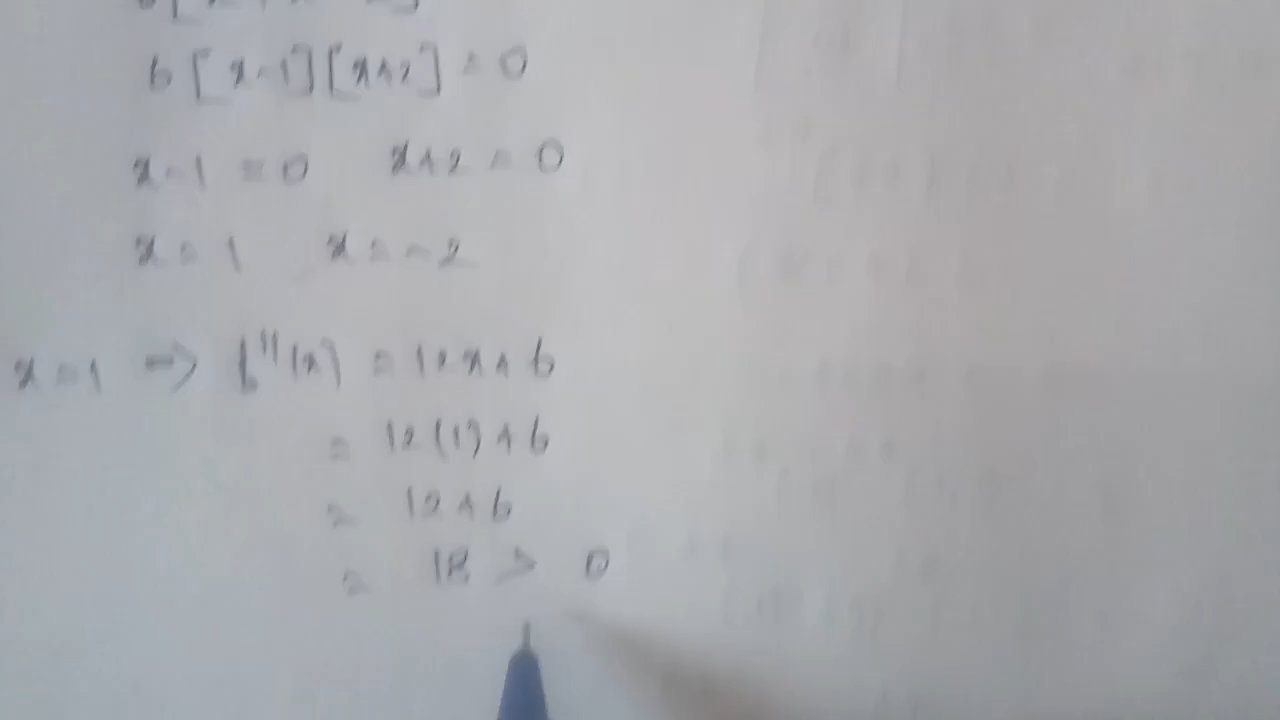 6[x-1][x+2] = 0
x-1 = 0 x+2 = 0
x = 1 x = -2
x=1 ⇒ f"(x) = 12x+6
= 12(1)+6
= 12+6
= 18 > 0